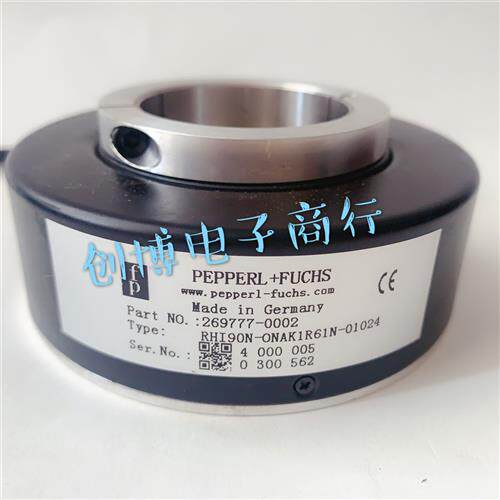 创博电子商行
fp
PEPPERL+FUCHS
www.pepperl-fuchs.com
CE
Made in Germany
Part NO.:269777-0002
Type: RHI90N-ONAK1R61N-01024
Ser.No.: 4 000 005
0 300 562